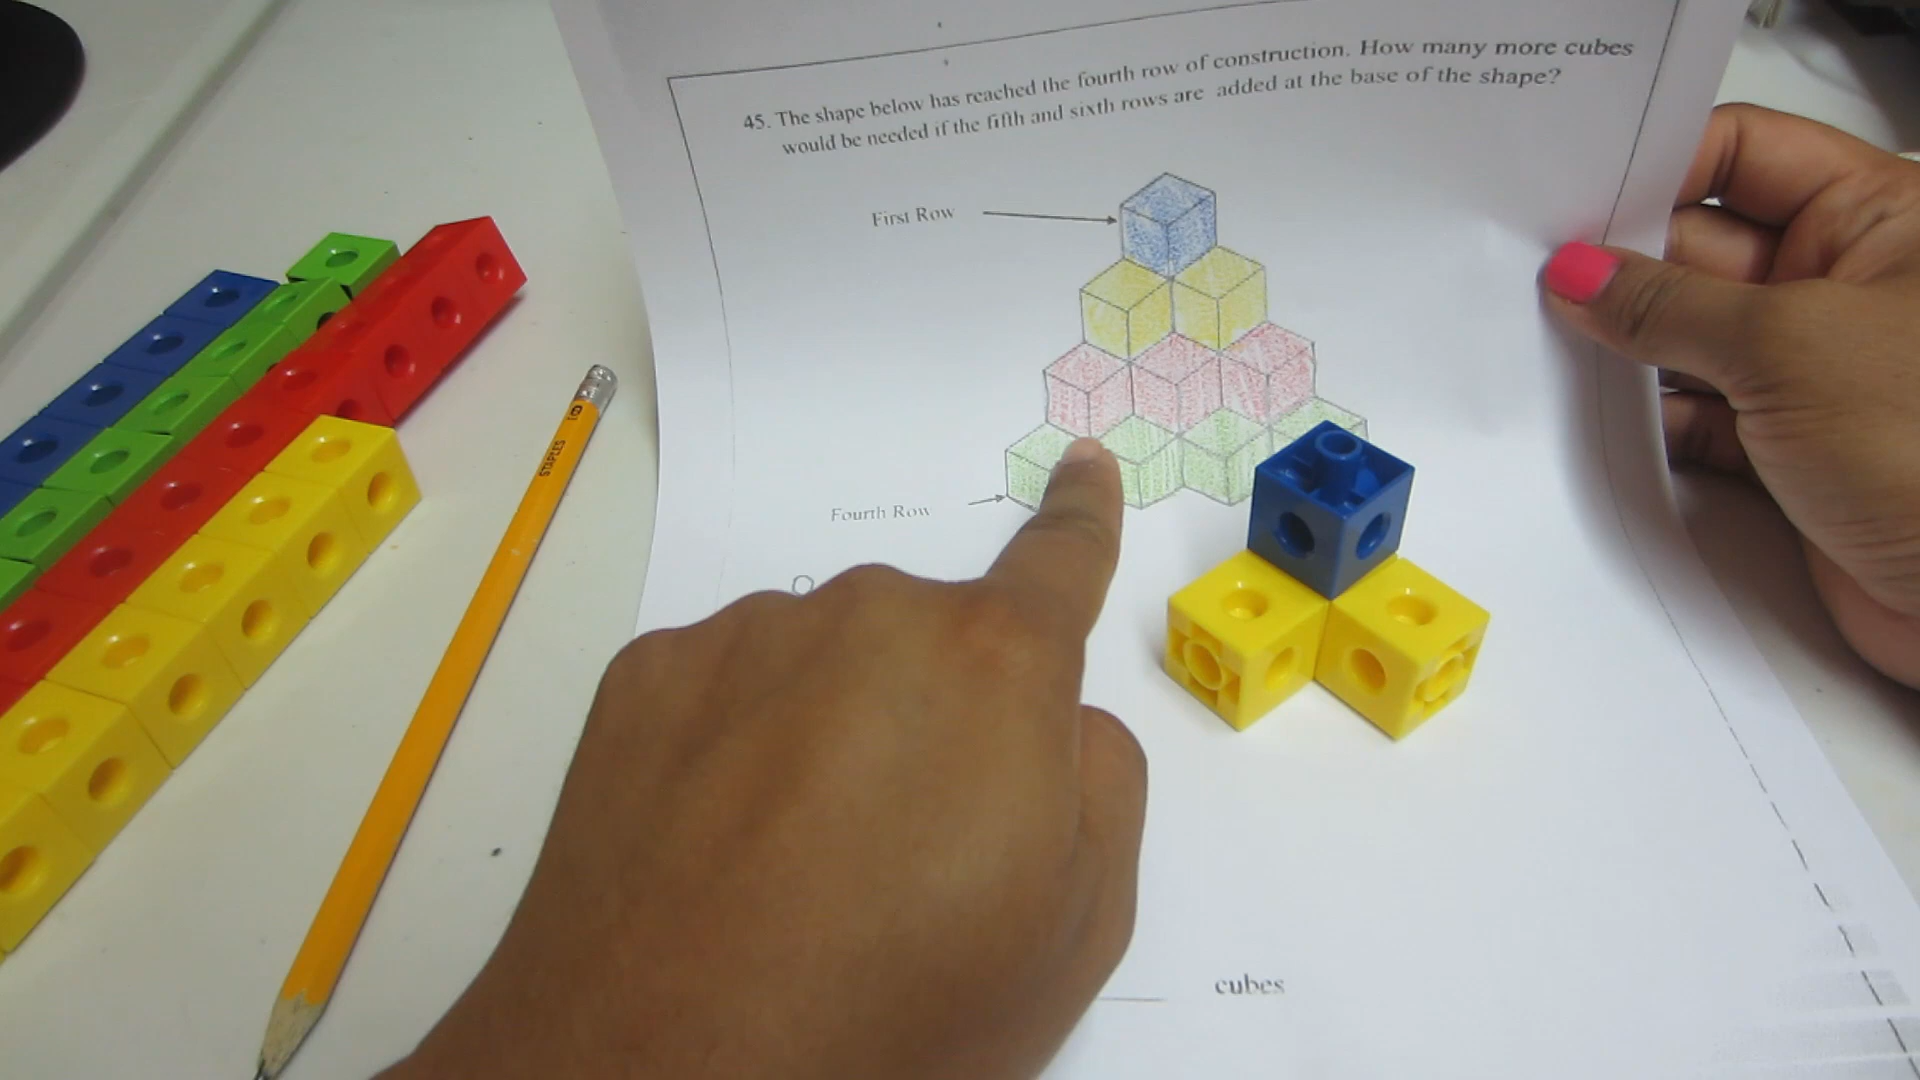 45. The shape below has reached the fourth row of construction. How many more cubes
would be needed if the fifth and sixth rows are added at the base of the shape?
First Row
Fourth Row
STAPLES
cubes